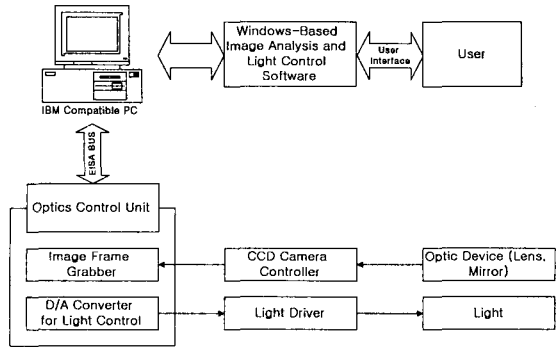 Windows-Based
Image Analysis and
Light Control
Software
User
Interface
User
IBM Compatible PC
EISA BUS
Optics Control Unit
Image Frame
Grabber
CCD Camera
Controller
Optic Device (Lens,
Mirror)
D/A Converter
for Light Control
Light Driver
Light